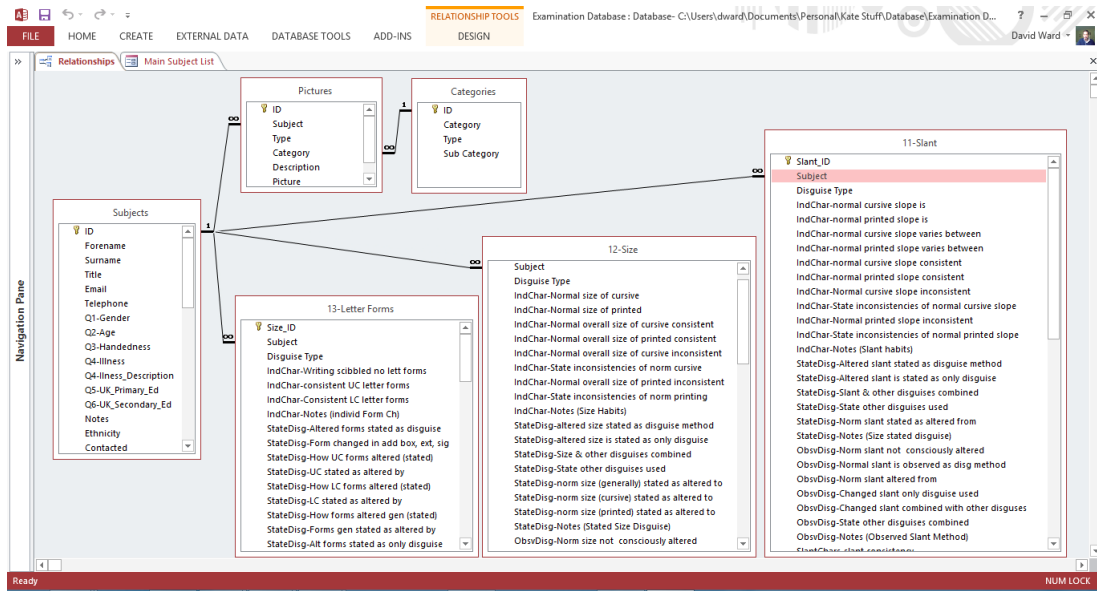 RELATIONSHIP TOOLS
Examination Database : Database- C:\Users\dward\Documents\Personal\Kate Stuff\Database\Examination D...
FILE HOME CREATE EXTERNAL DATA DATABASE TOOLS ADD-INS DESIGN David Ward
Relationships Main Subject List
Navigation Pane
Pictures
ID
Subject
Type
Category
Description
Picture
Categories
ID
Category
Type
Sub Category
Subjects
ID
Forename
Surname
Title
Email
Telephone
Q1-Gender
Q2-Age
Q3-Handedness
Q4-Illness
Q4-Ilness_Description
Q5-UK_Primary_Ed
Q6-UK_Secondary_Ed
Notes
Ethnicity
Contacted
1
∞
1
∞
∞
∞
∞
13-Letter Forms
Size_ID
Subject
Disguise Type
IndChar-Writing scibbled no lett forms
IndChar-consistent UC letter forms
IndChar-Consistent LC letter forms
IndChar-Notes (individ Form Ch)
StateDisg-Altered forms stated as disguise
StateDisg-Form changed in add box, ext, sig
StateDisg-How UC forms altered (stated)
StateDisg-UC stated as altered by
StateDisg-How LC forms altered (stated)
StateDisg-LC stated as altered by
StateDisg-How forms altered gen (stated)
StateDisg-Forms gen stated as altered by
StateDisg-Alt forms stated as only disguise
12-Size
Subject
Disguise Type
IndChar-Normal size of cursive
IndChar-Normal size of printed
IndChar-Normal overall size of cursive consistent
IndChar-Normal overall size of printed consistent
IndChar-Normal overall size of cursive inconsistent
IndChar-State inconsistencies of norm cursive
IndChar-Normal overall size of printed inconsistent
IndChar-State inconsistencies of norm printing
IndChar-Notes (Size Habits)
StateDisg-altered size stated as disguise method
StateDisg-altered size is stated as only disguise
StateDisg-Size & other disguises combined
StateDisg-State other disguises used
StateDisg-norm size (generally) stated as altered to
StateDisg-norm size (cursive) stated as altered to
StateDisg-norm size (printed) stated as altered to
StateDisg-Notes (Stated Size Disguise)
ObsvDisg-Norm size not consciously altered
11-Slant
Slant_ID
Subject
Disguise Type
IndChar-normal cursive slope is
IndChar-normal printed slope is
IndChar-normal cursive slope varies between
IndChar-normal printed slope varies between
IndChar-normal cursive slope consistent
IndChar-normal printed slope consistent
IndChar-Normal cursive slope inconsistent
IndChar-State inconsistencies of normal cursive slope
IndChar-normal printed slope inconsistent
IndChar-State inconsistencies of normal printed slope
IndChar-Notes (Slant habits)
StateDisg-Altered slant stated as disguise method
StateDisg-Altered slant is stated as only disguise
StateDisg-Slant & other disguises combined
StateDisg-State other disguises used
StateDisg-Norm slant stated as altered from
StateDisg-Notes (Size stated disguise)
ObsvDisg-Norm slant not consciously altered
ObsvDisg-Normal slant is observed as disg method
ObsvDisg-Norm slant altered from
ObsvDisg-Changed slant only disguise used
ObsvDisg-Changed slant combined with other disguses
ObsvDisg-State other disguises combined
ObsvDisg-Notes (Observed Slant Method)
SlantChars-slant consistency
Ready
NUM LOCK